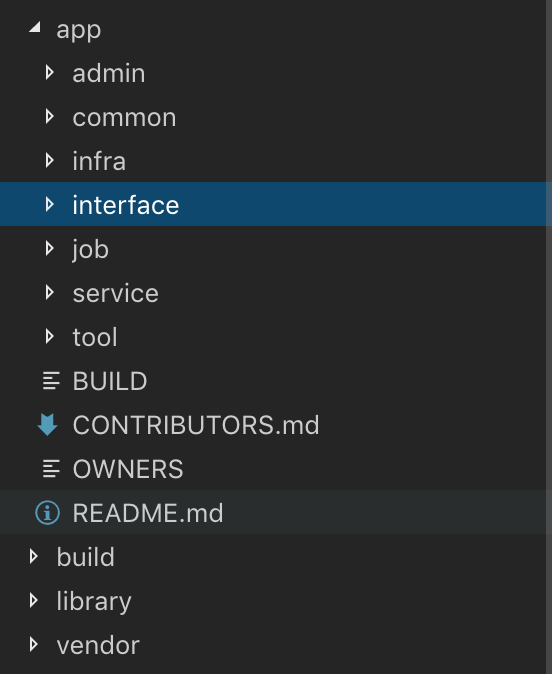 app
admin
common
infra
interface
job
service
tool
BUILD
CONTRIBUTORS.md
OWNERS
README.md
build
library
vendor